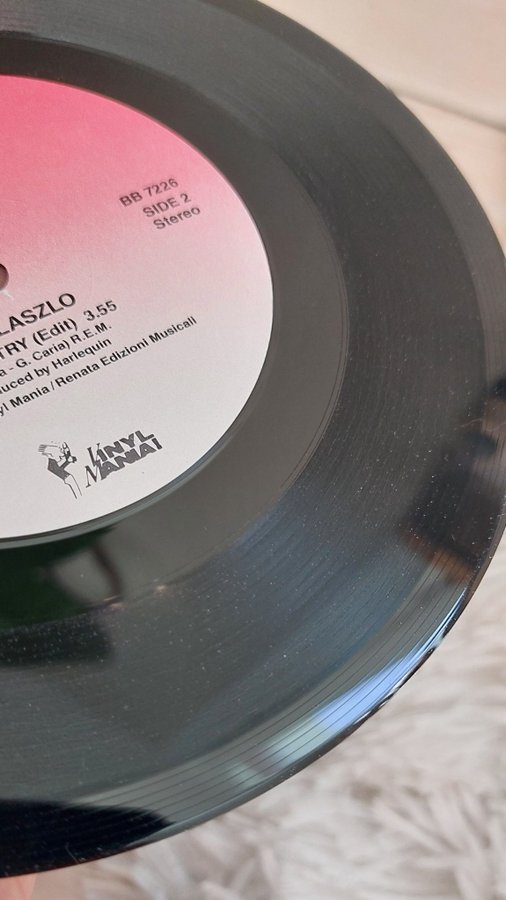 BB 7226
SIDE 2
Stereo
LASZLO
TRY (Edit) 3.55
a - G. Caria) R.E.M.
duced by Harlequin
yl Mania / Renata Edizioni Musicali
VINYL
MANIA!